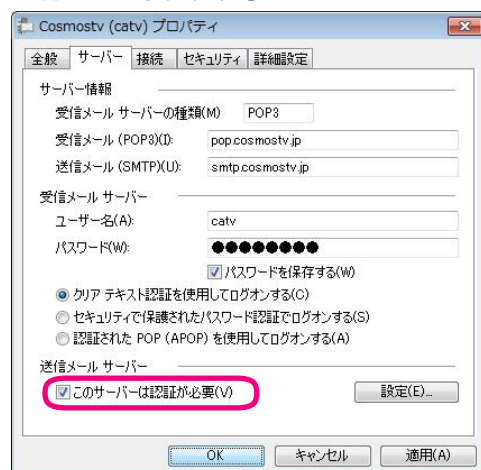 Cosmostv (catv) プロパティ
全般 サーバー 接続 セキュリティ 詳細設定
サーバー情報
受信メール サーバーの種類(M) POP3
受信メール (POP3)(I): pop.cosmostv.jp
送信メール (SMTP)(U): smtp.cosmostv.jp
受信メール サーバー
ユーザー名(A): catv
パスワード(W): ●●●●●●●●
パスワードを保存する(W)
クリア テキスト認証を使用してログオンする(C)
セキュリティで保護されたパスワード認証でログオンする(S)
認証された POP (APOP) を使用してログオンする(A)
送信メール サーバー
このサーバーは認証が必要(V) 設定(E)...
OK キャンセル 適用(A)